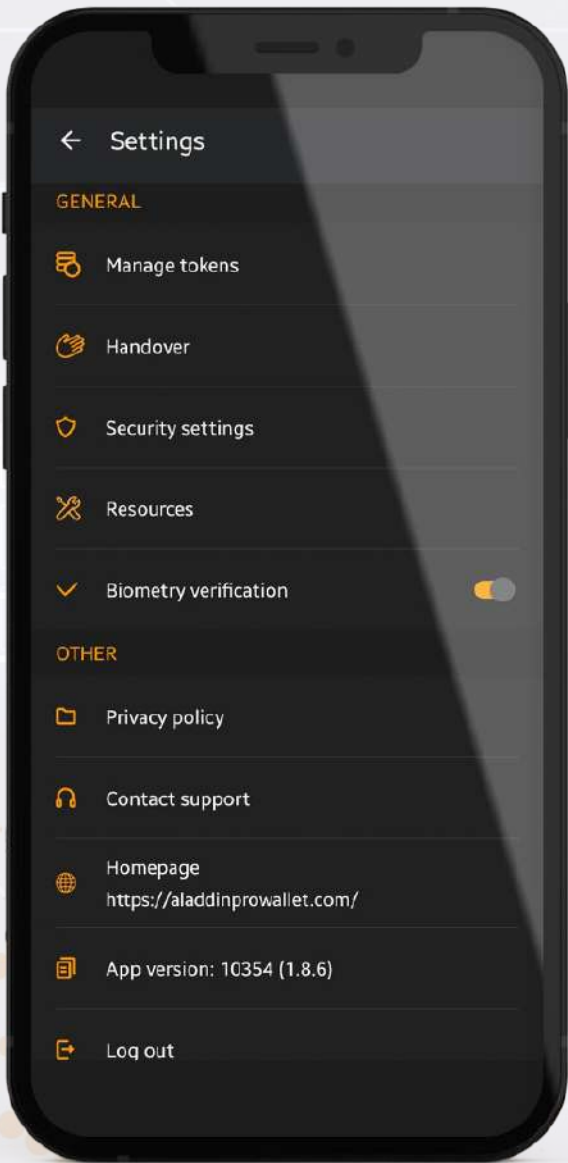 Settings
GENERAL
Manage tokens
Handover
Security settings
Resources
Biometry verification
OTHER
Privacy policy
Contact support
Homepage
https://aladdinprowallet.com/
App version: 10354 (1.8.6)
Log out